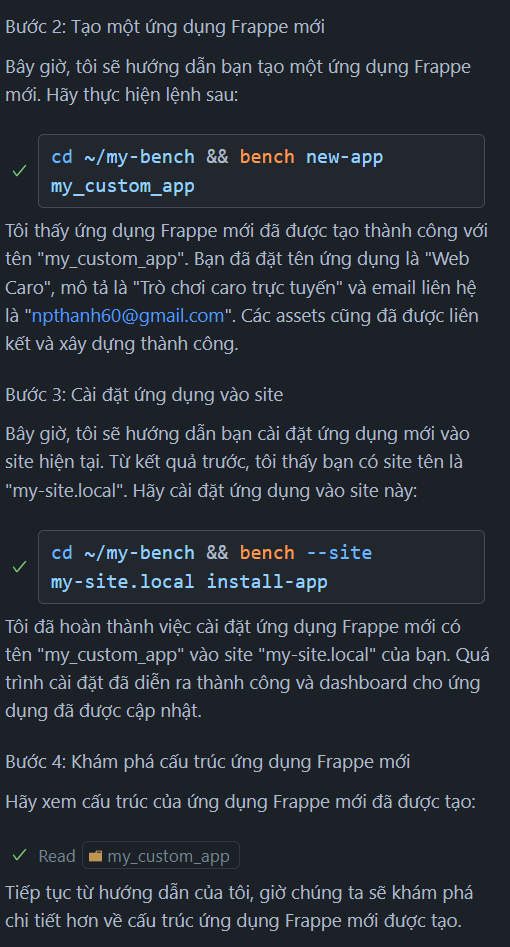 Bước 2: Tạo một ứng dụng Frappe mới
Bây giờ, tôi sẽ hướng dẫn bạn tạo một ứng dụng Frappe
mới. Hãy thực hiện lệnh sau:
cd ~/my-bench && bench new-app
my_custom_app
Tôi thấy ứng dụng Frappe mới đã được tạo thành công với
tên "my_custom_app". Bạn đã đặt tên ứng dụng là "Web
Caro", mô tả là "Trò chơi caro trực tuyến" và email liên hệ
là "npthanh60@gmail.com". Các assets cũng đã được liên
kết và xây dựng thành công.
Bước 3: Cài đặt ứng dụng vào site
Bây giờ, tôi sẽ hướng dẫn bạn cài đặt ứng dụng mới vào
site hiện tại. Từ kết quả trước, tôi thấy bạn có site tên là
"my-site.local". Hãy cài đặt ứng dụng vào site này:
cd ~/my-bench && bench --site
my-site.local install-app
Tôi đã hoàn thành việc cài đặt ứng dụng Frappe mới có
tên "my_custom_app" vào site "my-site.local" của bạn. Quá
trình cài đặt đã diễn ra thành công và dashboard cho ứng
dụng đã được cập nhật.
Bước 4: Khám phá cấu trúc ứng dụng Frappe mới
Hãy xem cấu trúc của ứng dụng Frappe mới đã được tạo:
Read my_custom_app
Tiếp tục từ hướng dẫn của tôi, giờ chúng ta sẽ khám phá
chi tiết hơn về cấu trúc ứng dụng Frappe mới được tạo.